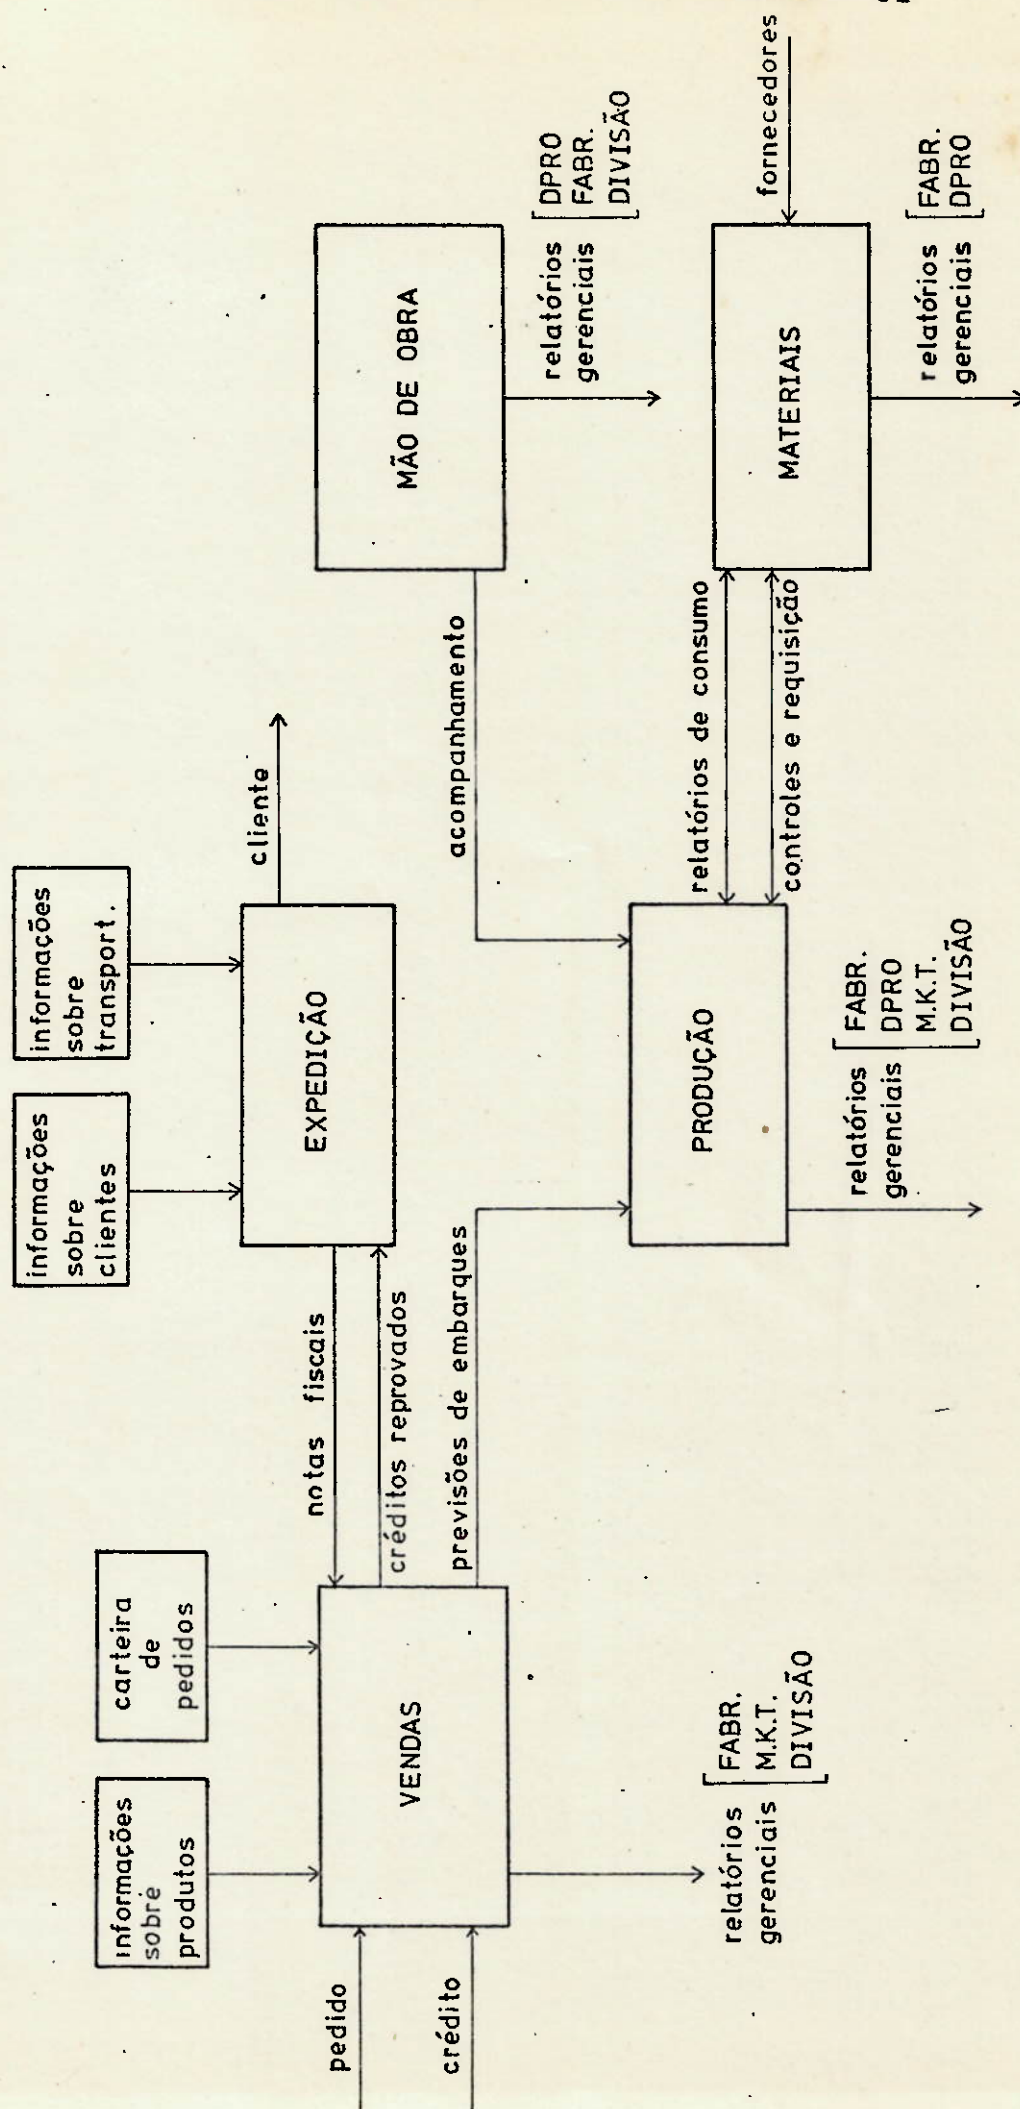 informações
sobre
produtos
carteira
de
pedidos
informações
sobre
clientes
informações
sobre
transport.
pedido
crédito
VENDAS
relatórios
gerenciais
FABR.
M.K.T.
DIVISÃO
notas fiscais
créditos reprovados
previsões de embarques
EXPEDIÇÃO
cliente
acompanhamento
MÃO DE OBRA
relatórios
gerenciais
DPRO
FABR.
DIVISÃO
PRODUÇÃO
relatórios
gerenciais
FABR.
DPRO
M.K.T.
DIVISÃO
relatórios de consumo
controles e requisição
MATERIAIS
fornecedores
relatórios
gerenciais
FABR.
DPRO